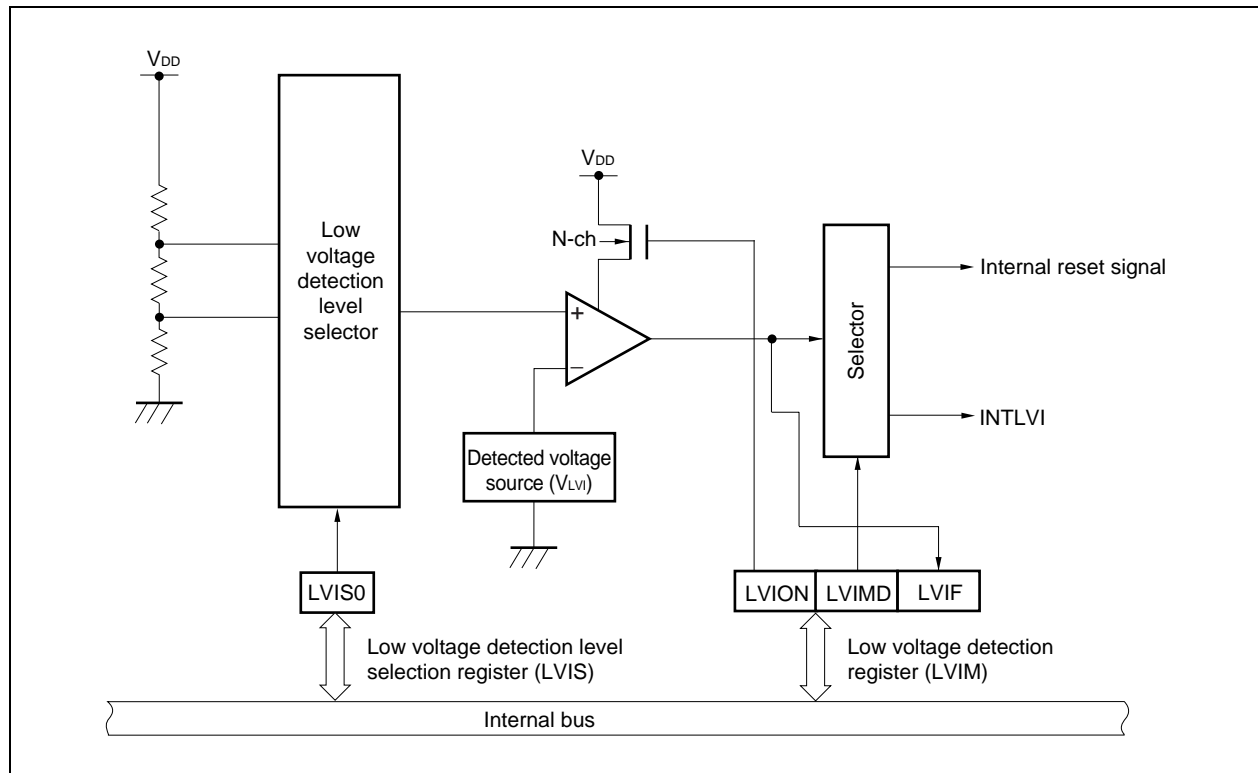 VDD
Low
voltage
detection
level
selector
VDD
N-ch
+
−
Detected voltage
source (VLVI)
Selector
Internal reset signal
INTLVI
LVIS0
LVION LVIMD LVIF
Low voltage detection level
selection register (LVIS)
Low voltage detection
register (LVIM)
Internal bus